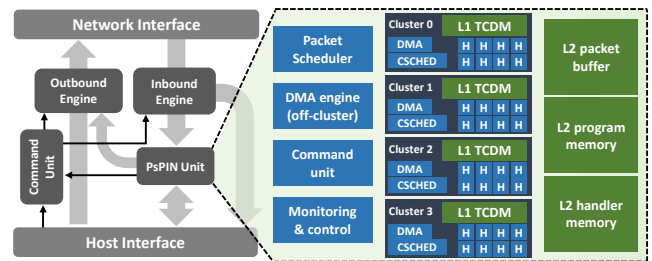 Network Interface
Outbound
Engine
Inbound
Engine
Command
Unit
PsPIN Unit
Host Interface
Packet
Scheduler
DMA engine
(off-cluster)
Command
unit
Monitoring
& control
Cluster 0
L1 TCDM
DMA
H H H H
CSCHED
H H H H
Cluster 1
L1 TCDM
DMA
H H H H
CSCHED
H H H H
Cluster 2
L1 TCDM
DMA
H H H H
CSCHED
H H H H
Cluster 3
L1 TCDM
DMA
H H H H
CSCHED
H H H H
L2 packet
buffer
L2 program
memory
L2 handler
memory